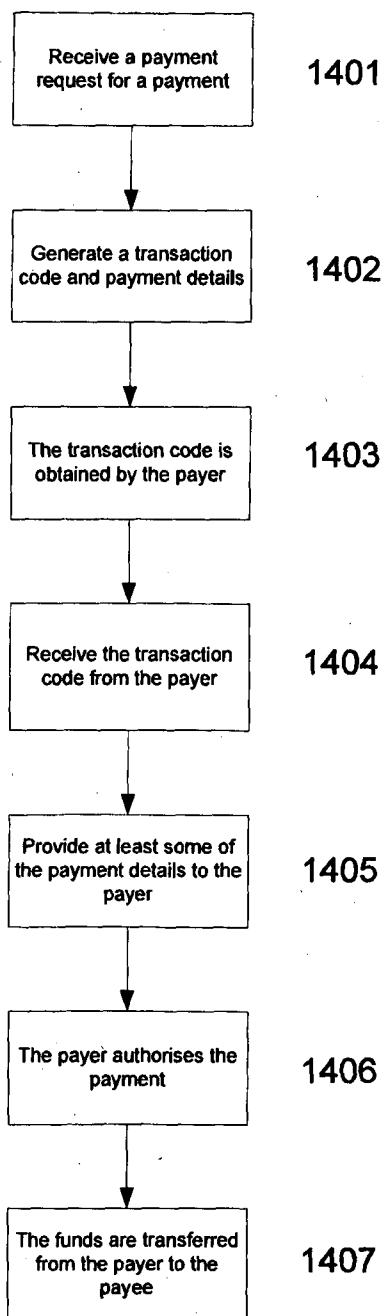 Receive a payment
request for a payment
1401
Generate a transaction
code and payment details
1402
The transaction code is
obtained by the payer
1403
Receive the transaction
code from the payer
1404
Provide at least some of
the payment details to the
payer
1405
The payer authorises the
payment
1406
The funds are transferred
from the payer to the
payee
1407